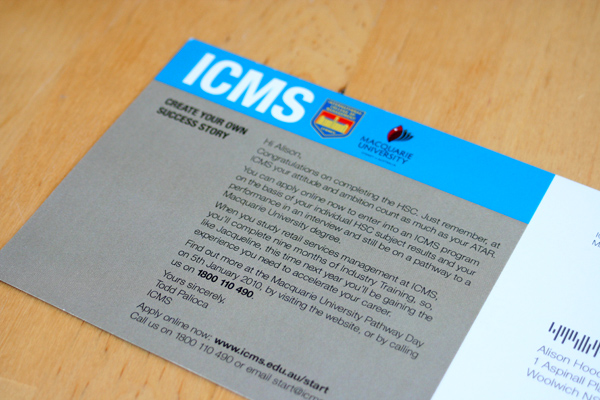 ICMS
MACQUARIE
UNIVERSITY
CREATE YOUR OWN
SUCCESS STORY
Hi Alison,
Congratulations on completing the HSC. Just remember, at
ICMS your attitude and ambition count as much as your ATAR.
You can apply online now to enter into an ICMS program
on the basis of your individual HSC subject results and your
performance in an interview and still be on a pathway to a
Macquarie University degree.
When you study retail services management at ICMS,
you'll complete nine months of Industry Training, so,
like Jacqueline, this time next year you'll be gaining the
experience you need to accelerate your career.
Find out more at the Macquarie University Pathway Day
on 5th January 2010, by visiting the website, or by calling
us on 1800 110 490.
Yours sincerely,
Todd Palioca
ICMS
Apply online now: www.icms.edu.au/start
Call us on 1800 110 490 or email start@icm
Alison Hood
1 Aspinall Pla
Woolwich NS